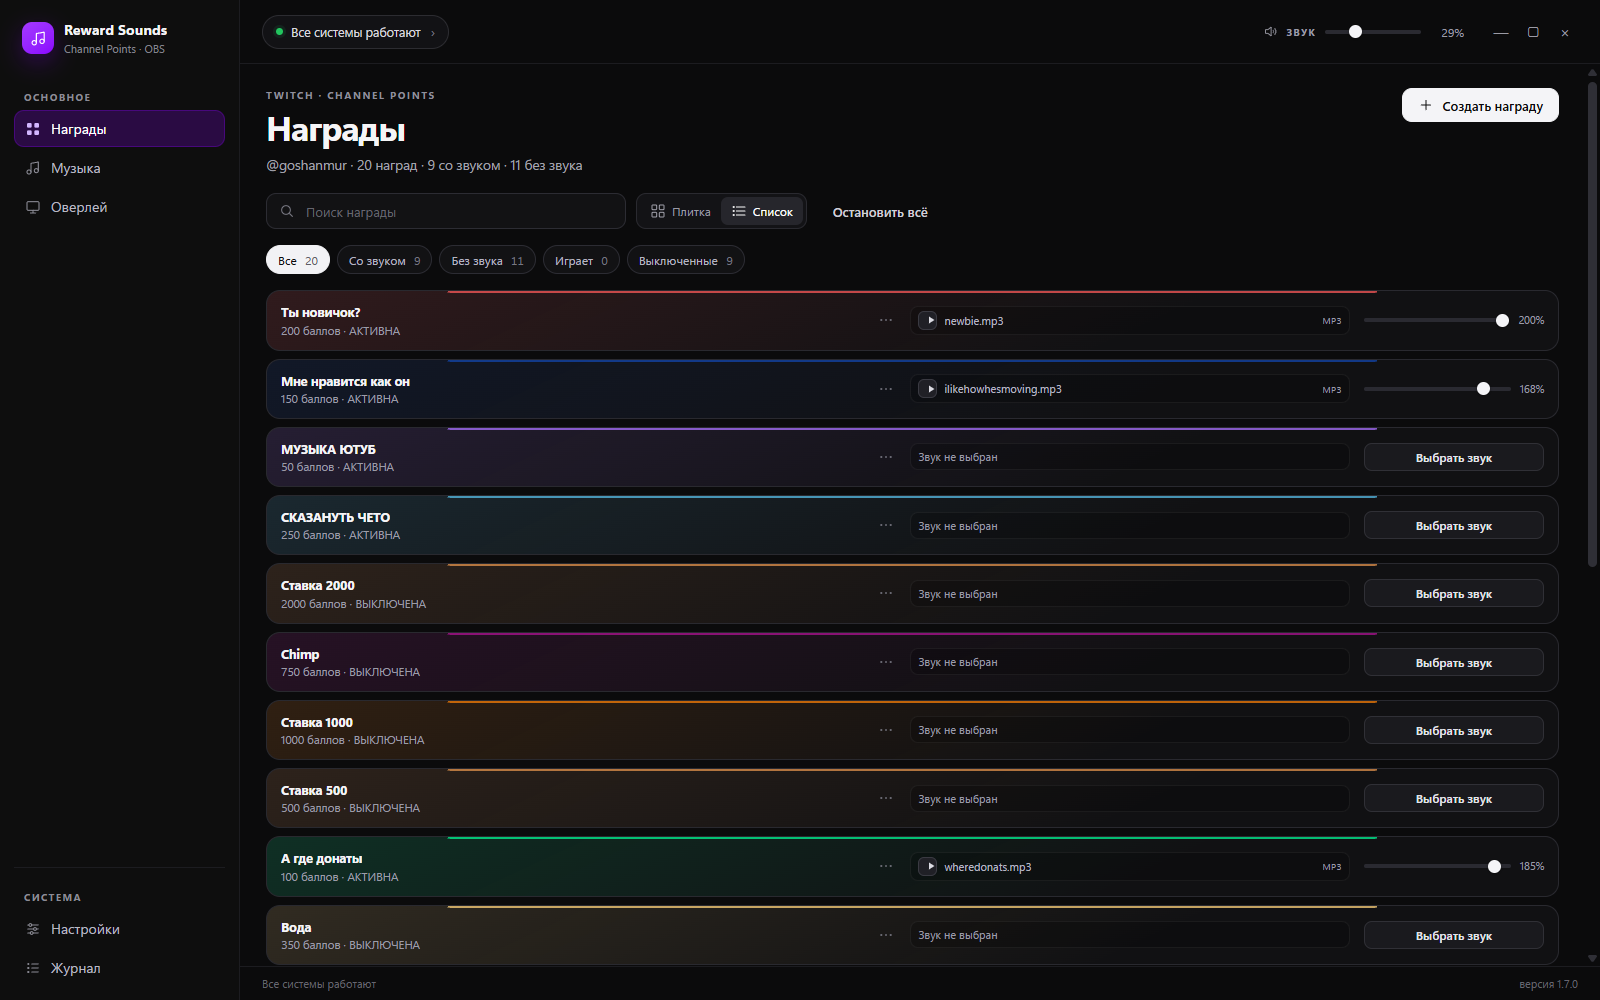 Reward Sounds
Channel Points · OBS
ОСНОВНОЕ
Награды
Музыка
Оверлей
СИСТЕМА
Настройки
Журнал
Все системы работают ›
ЗВУК 29%
TWITCH · CHANNEL POINTS
Награды
@goshanmur · 20 наград · 9 со звуком · 11 без звука
+ Создать награду
Поиск награды
Плитка Список Остановить всё
Все 20 Со звуком 9 Без звука 11 Играет 0 Выключенные 9
Ты новичок?
200 баллов · АКТИВНА
newbie.mp3 MP3 200%
Мне нравится как он
150 баллов · АКТИВНА
ilikehowhesmoving.mp3 MP3 168%
МУЗЫКА ЮТУБ
50 баллов · АКТИВНА
Звук не выбран Выбрать звук
СКАЗАНУТЬ ЧЕТО
250 баллов · АКТИВНА
Звук не выбран Выбрать звук
Ставка 2000
2000 баллов · ВЫКЛЮЧЕНА
Звук не выбран Выбрать звук
Chimp
750 баллов · ВЫКЛЮЧЕНА
Звук не выбран Выбрать звук
Ставка 1000
1000 баллов · ВЫКЛЮЧЕНА
Звук не выбран Выбрать звук
Ставка 500
500 баллов · ВЫКЛЮЧЕНА
Звук не выбран Выбрать звук
А где донаты
100 баллов · АКТИВНА
wheredonats.mp3 MP3 185%
Вода
350 баллов · ВЫКЛЮЧЕНА
Звук не выбран Выбрать звук
Все системы работают
версия 1.7.0